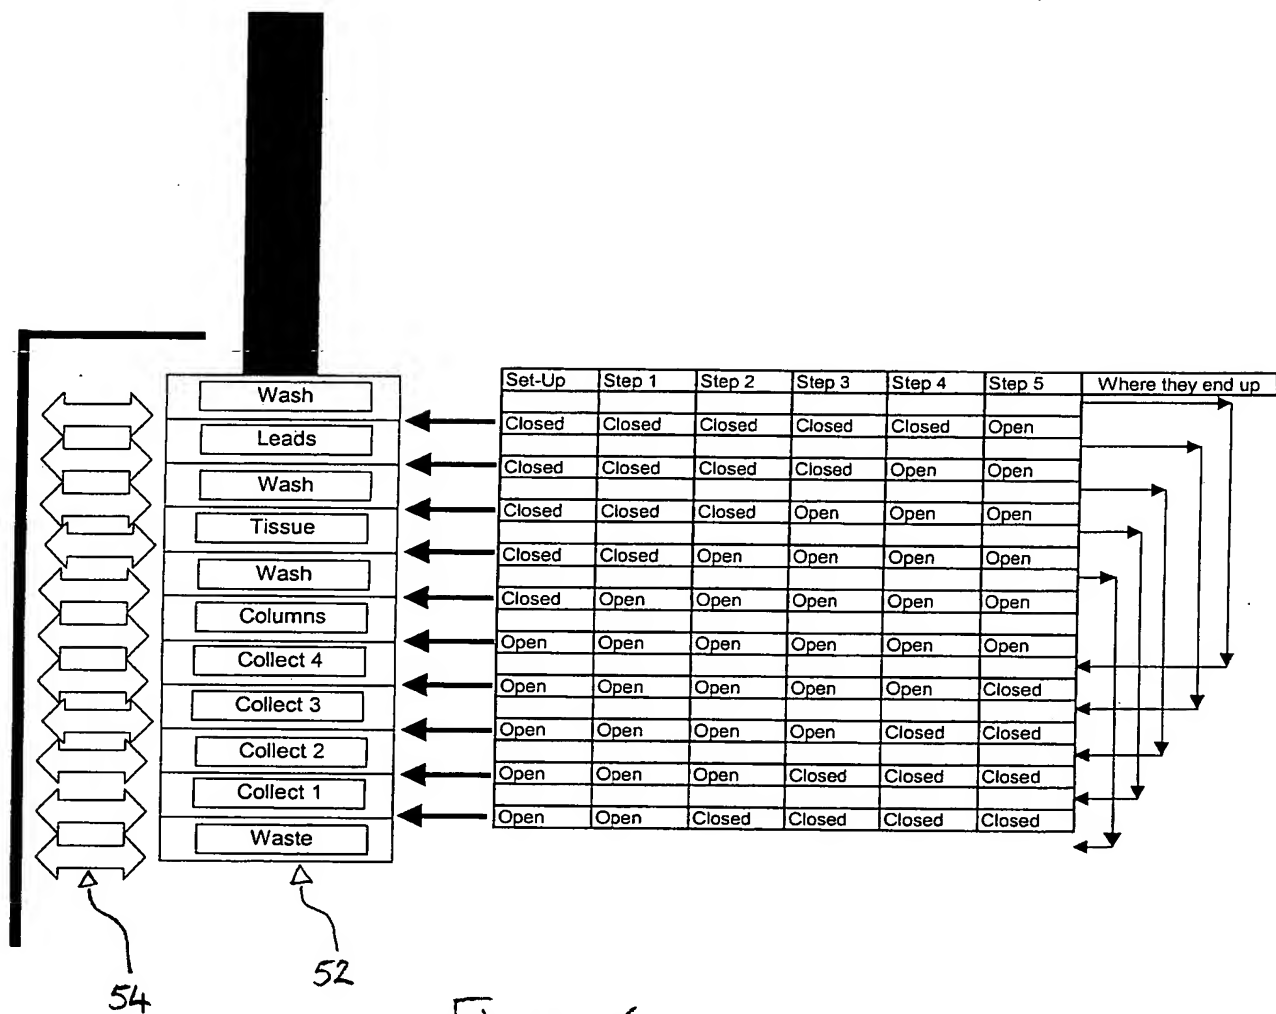 Set-Up Step 1 Step 2 Step 3 Step 4 Step 5 Where they end up
Wash
Closed Closed Closed Closed Closed Open
Leads
Closed Closed Closed Closed Open Open
Wash
Closed Closed Closed Open Open Open
Tissue
Closed Closed Open Open Open Open
Wash
Closed Open Open Open Open Open
Columns
Open Open Open Open Open Open
Collect 4
Open Open Open Open Open Closed
Collect 3
Open Open Open Open Closed Closed
Collect 2
Open Open Open Closed Closed Closed
Collect 1
Open Open Closed Closed Closed Closed
Waste
52
54